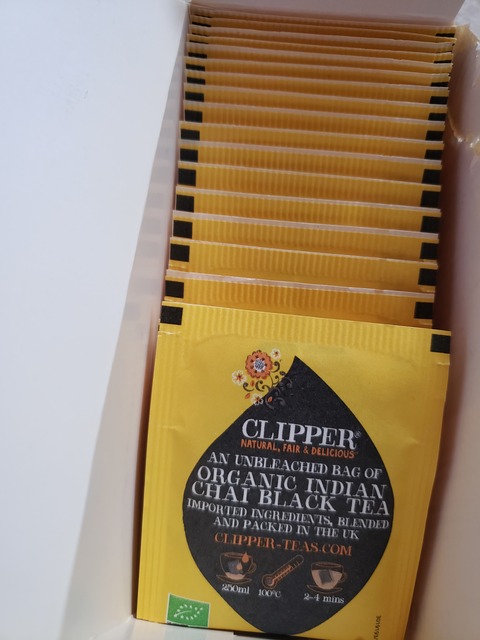 CLIPPER®
NATURAL, FAIR & DELICIOUS
AN UNBLEACHED BAG OF
ORGANIC INDIAN
CHAI BLACK TEA
IMPORTED INGREDIENTS, BLENDED
AND PACKED IN THE UK
CLIPPER-TEAS.COM
250ml 100°C 2-4 mins